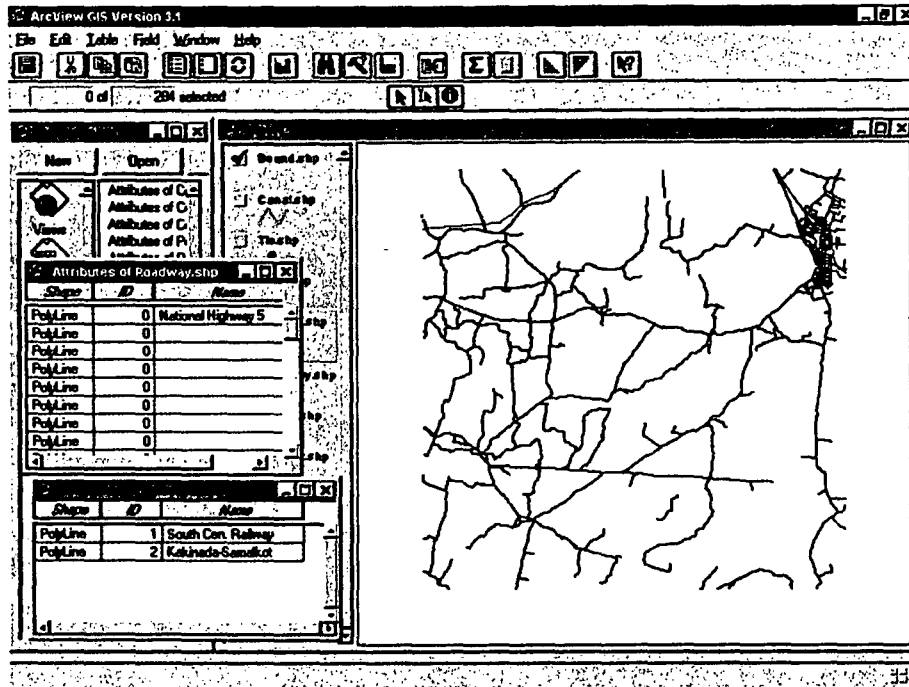 ArcView GIS Version 3.1
File Edit Table Field Window Help
0 of 284 selected
New Open
Views
Attributes of C
Attributes of C
Attributes of C
Attributes of P
Bound.shp
Canal.shp
Attributes of Roadway.shp
Shape ID Name
PolyLine 0 National Highway 5
PolyLine 0
PolyLine 0
PolyLine 0
PolyLine 0
PolyLine 0
PolyLine 0
PolyLine 0
Shape ID Name
PolyLine 1 South Cen. Railway
PolyLine 2 Kakinada-Samalkot